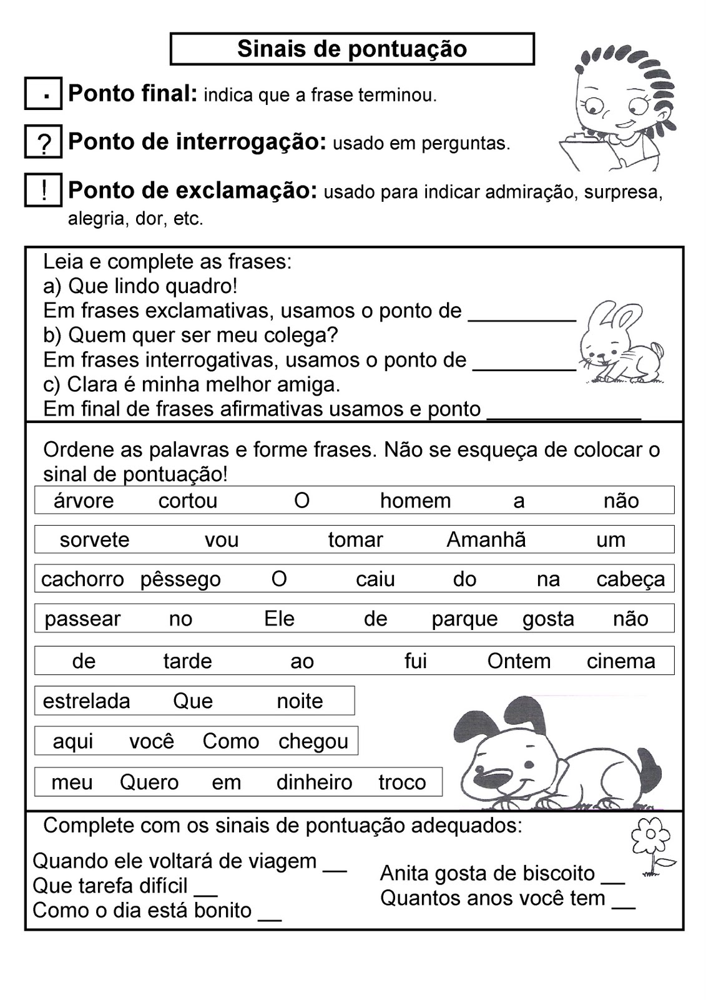 Sinais de pontuação
. Ponto final: indica que a frase terminou.
? Ponto de interrogação: usado em perguntas.
! Ponto de exclamação: usado para indicar admiração, surpresa,
alegria, dor, etc.
Leia e complete as frases:
a) Que lindo quadro!
Em frases exclamativas, usamos o ponto de _________
b) Quem quer ser meu colega?
Em frases interrogativas, usamos o ponto de _________
c) Clara é minha melhor amiga.
Em final de frases afirmativas usamos e ponto _____________
Ordene as palavras e forme frases. Não se esqueça de colocar o
sinal de pontuação!
árvore cortou O homem a não
sorvete vou tomar Amanhã um
cachorro pêssego O caiu do na cabeça
passear no Ele de parque gosta não
de tarde ao fui Ontem cinema
estrelada Que noite
aqui você Como chegou
meu Quero em dinheiro troco
Complete com os sinais de pontuação adequados:
Quando ele voltará de viagem __
Que tarefa difícil __
Como o dia está bonito __
Anita gosta de biscoito __
Quantos anos você tem __